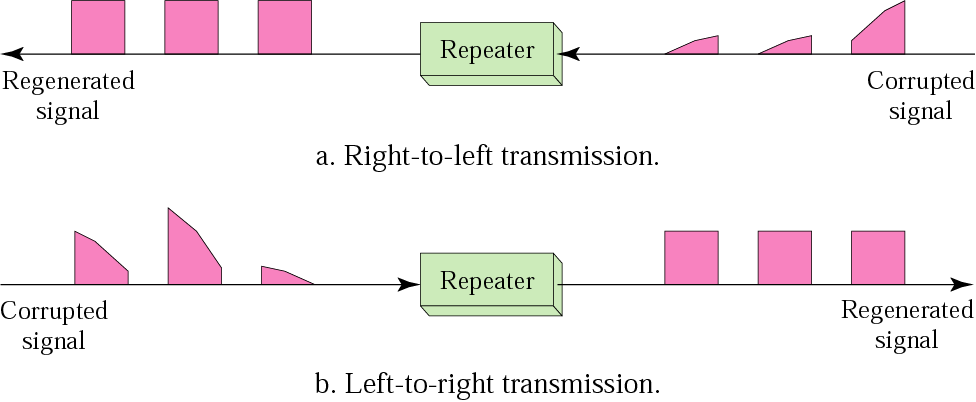 Repeater
Regenerated
signal
Corrupted
signal
a. Right-to-left transmission.
Repeater
Corrupted
signal
Regenerated
signal
b. Left-to-right transmission.